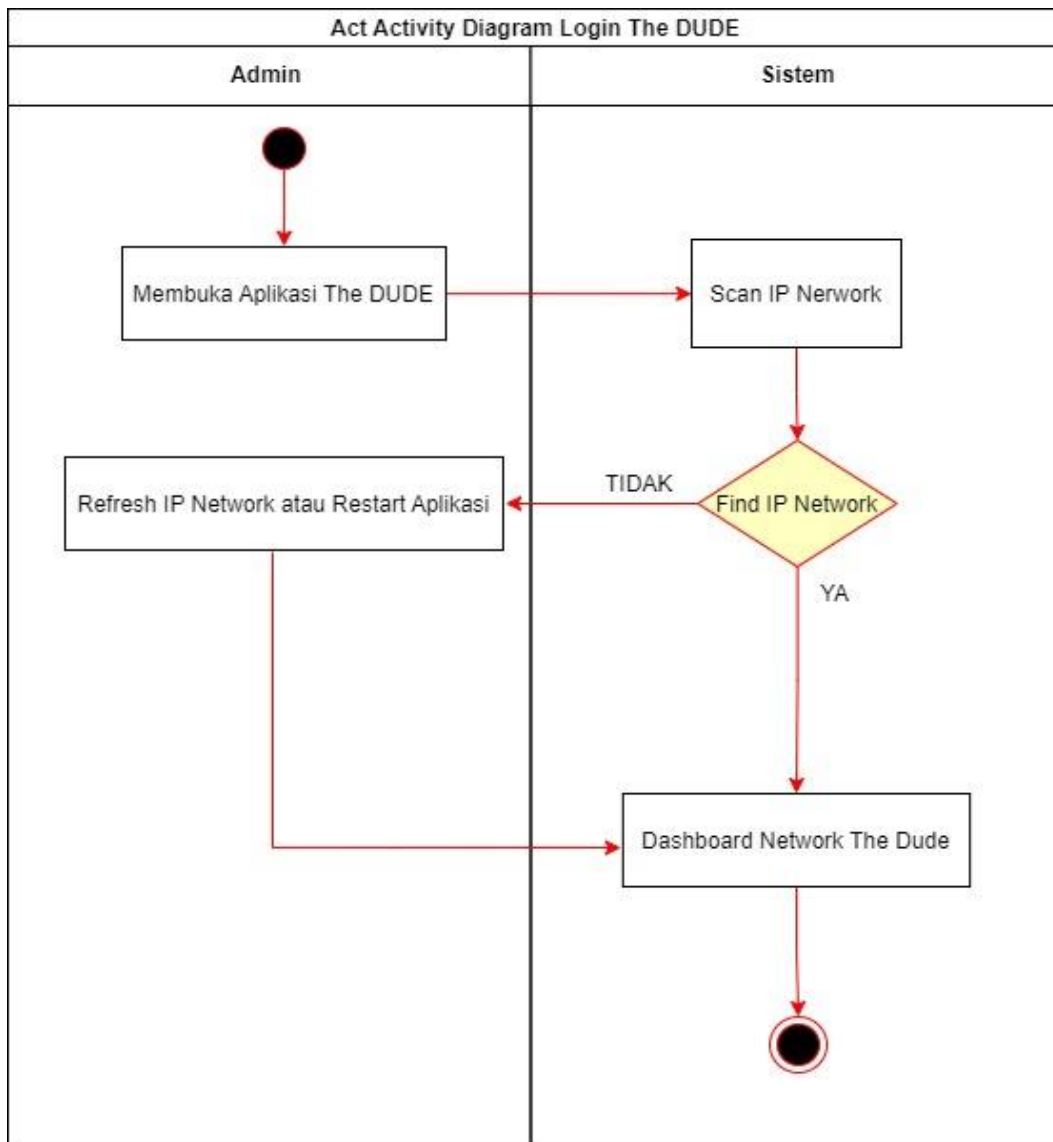 Act Activity Diagram Login The DUDE
Admin
Sistem
Membuka Aplikasi The DUDE
Scan IP Nerwork
Refresh IP Network atau Restart Aplikasi
TIDAK
Find IP Network
YA
Dashboard Network The Dude